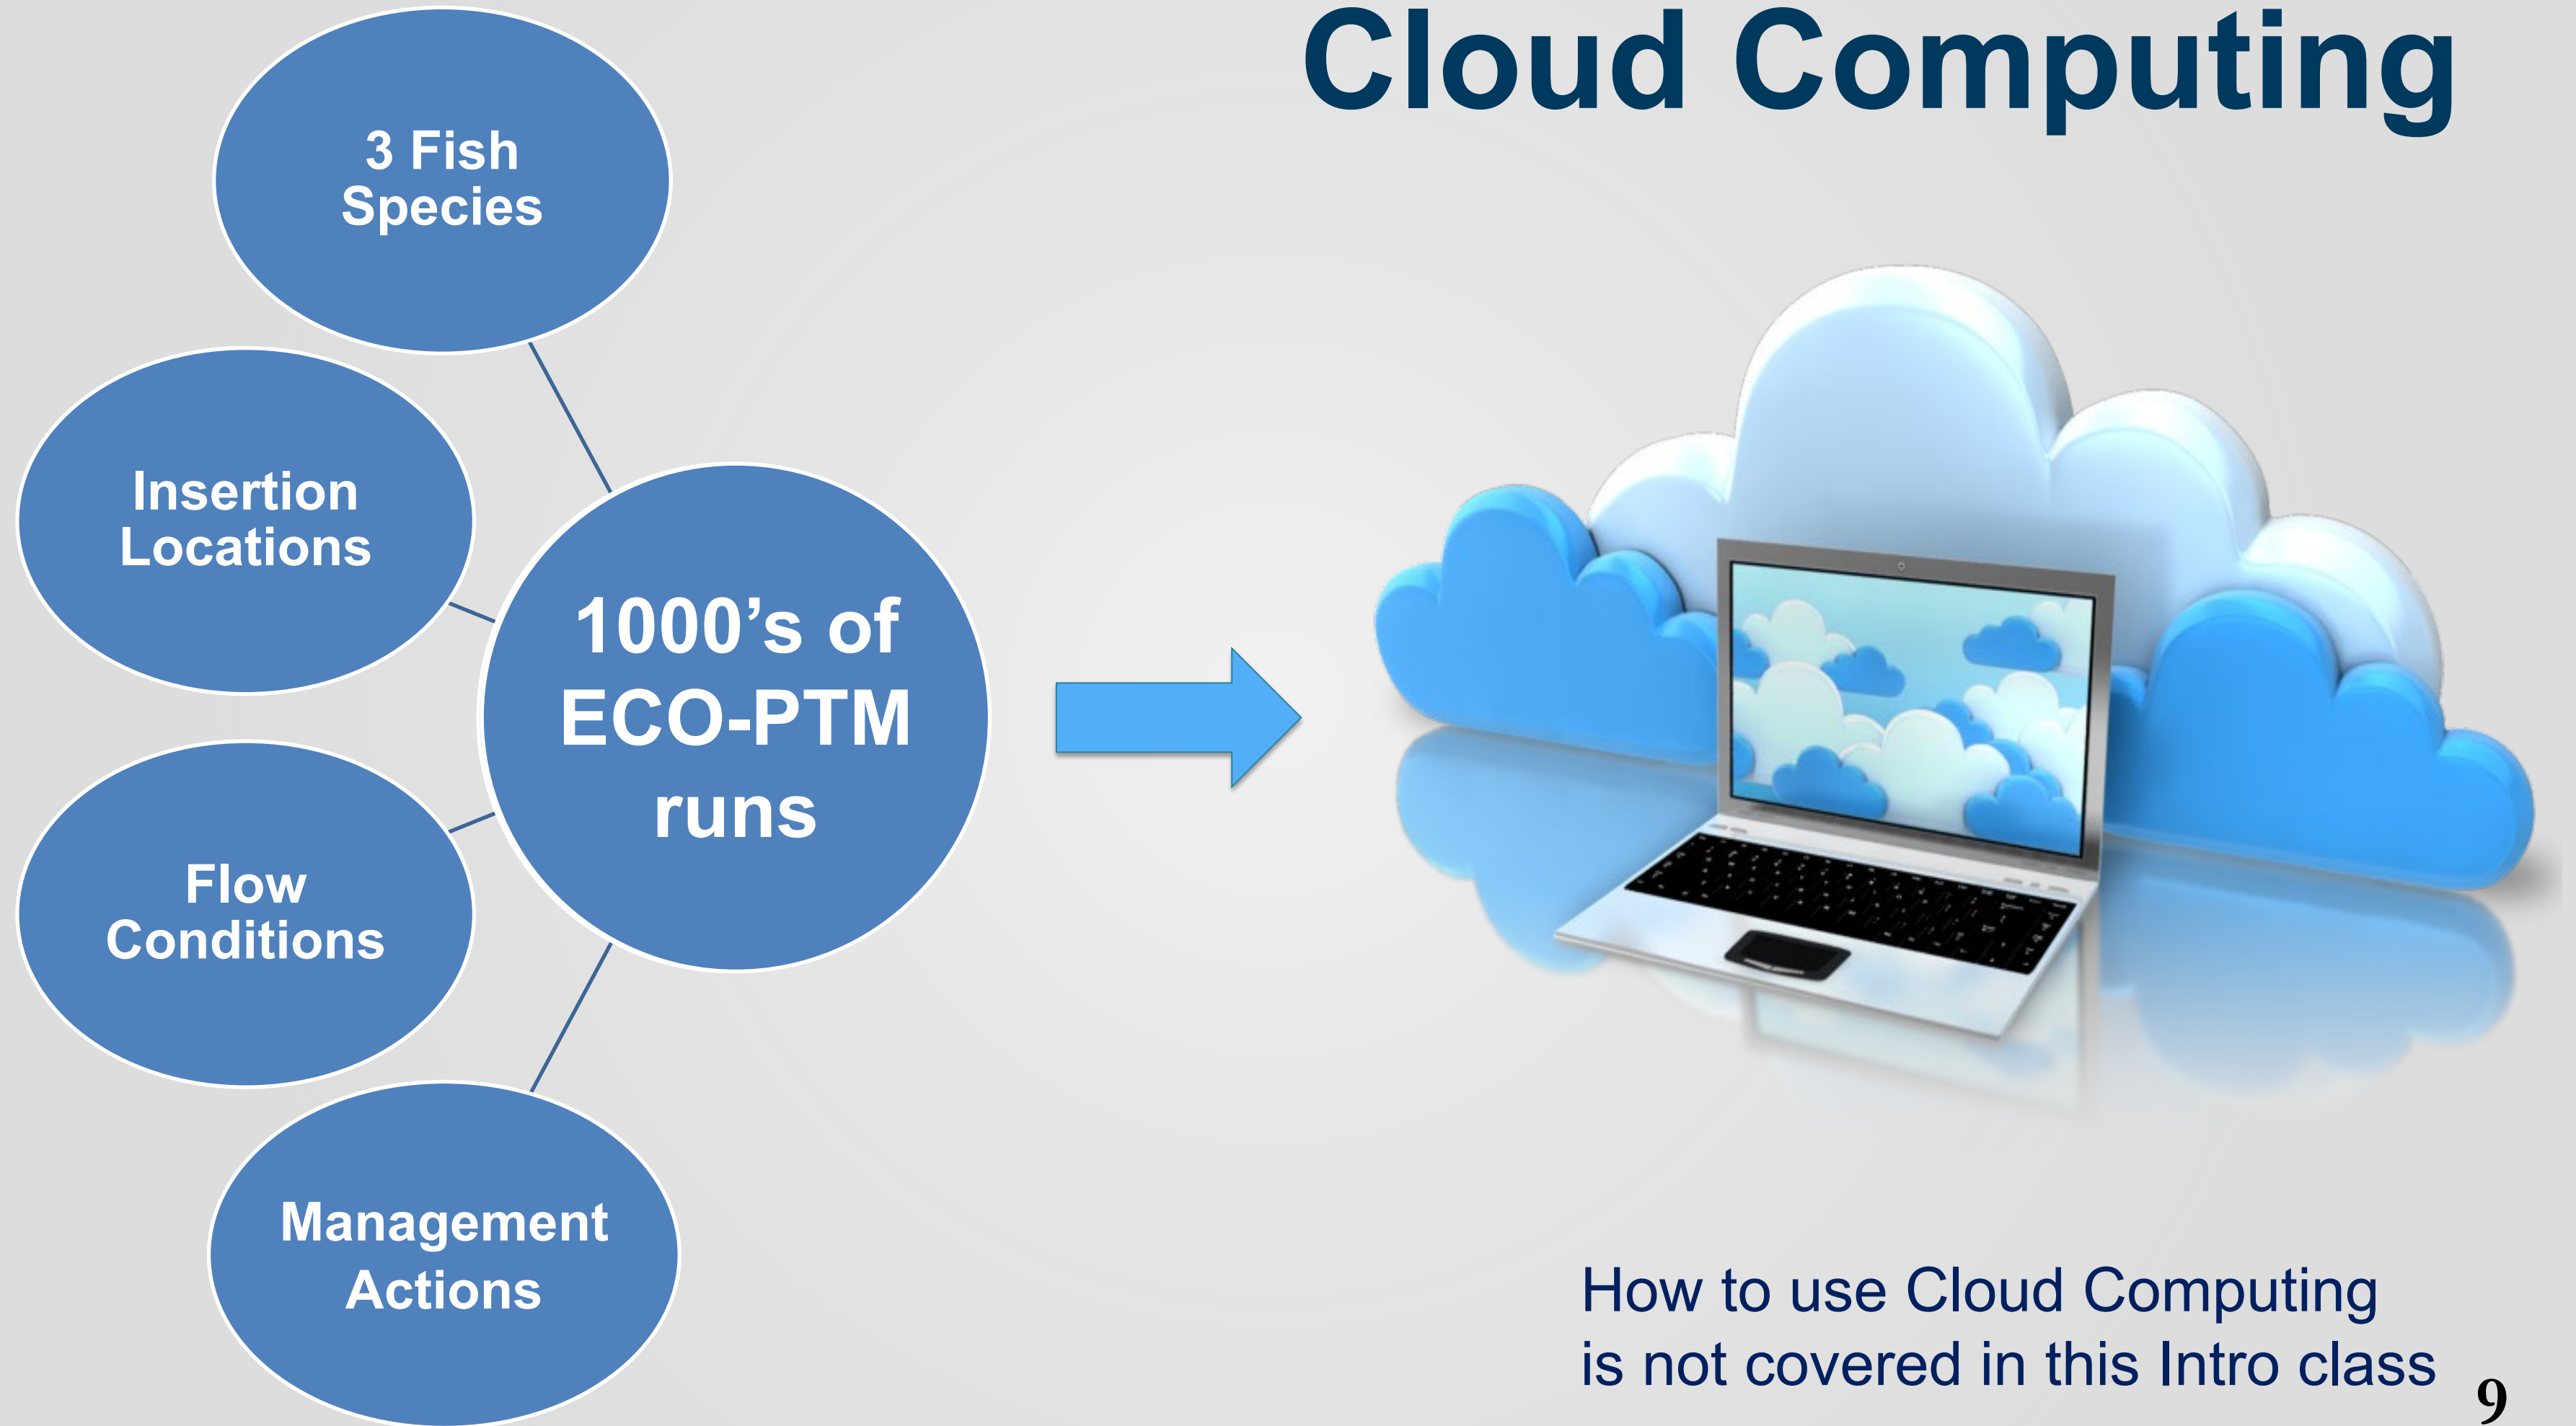 Cloud Computing
3 Fish
Species
Insertion
Locations
Flow
Conditions
Management
Actions
1000’s of
ECO-PTM
runs
How to use Cloud Computing
is not covered in this Intro class
9